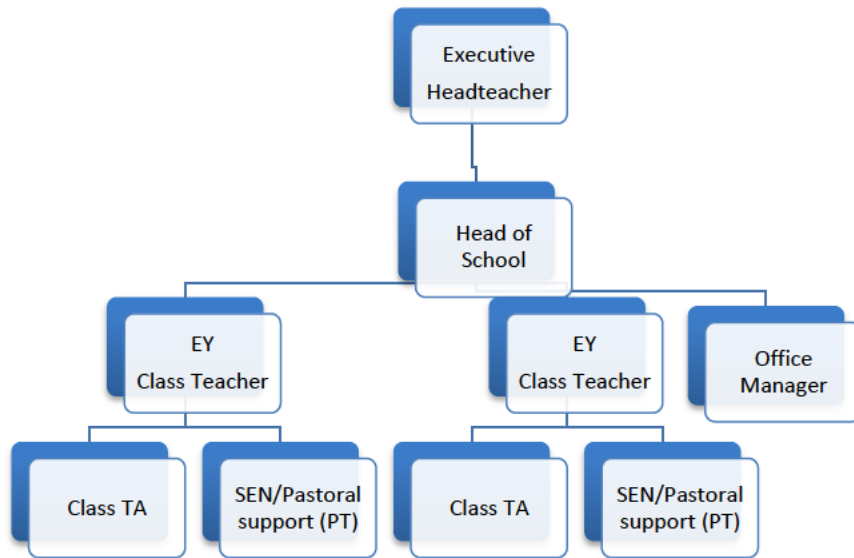 Executive
Headteacher
Head of
School
EY
Class Teacher
EY
Class Teacher
Office
Manager
Class TA
SEN/Pastoral
support (PT)
Class TA
SEN/Pastoral
support (PT)